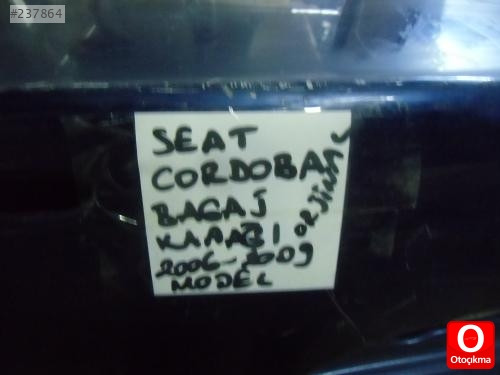 #237864
SEAT
CORDOBA
BAGAJ
KAPAĞI ORJİNAL
2006-2009
MODEL
O
Otoçıkma